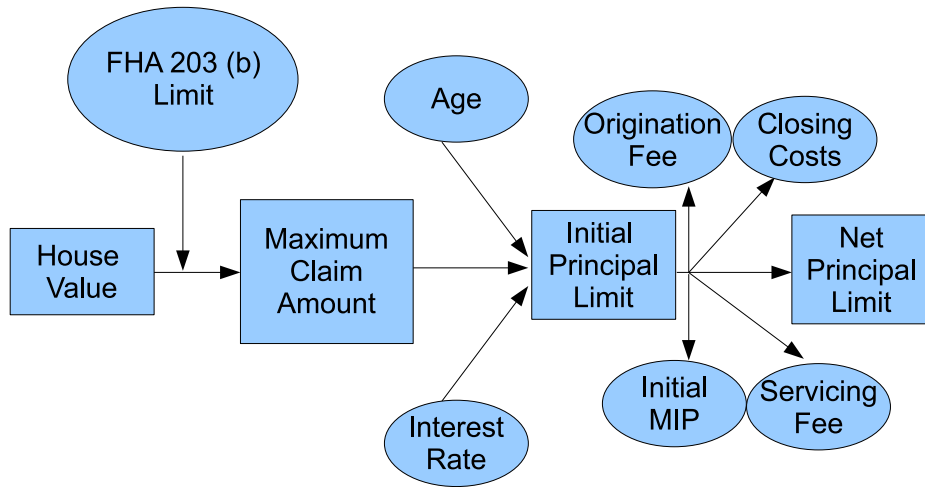 FHA 203 (b)
Limit
Age
Origination
Fee
Closing
Costs
House
Value
Maximum
Claim
Amount
Initial
Principal
Limit
Net
Principal
Limit
Interest
Rate
Initial
MIP
Servicing
Fee